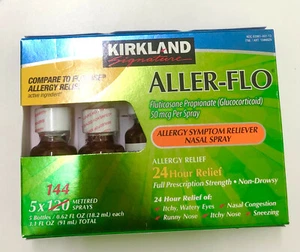 KIRKLAND
Signature
COMPARE TO FLONASE®
ALLERGY RELIEF
active ingredient*
ALLER-FLO
Fluticasone Propionate (Glucocorticoid)
50 mcg Per Spray
ALLERGY SYMPTOM RELIEVER
NASAL SPRAY
ALLERGY RELIEF
24 Hour Relief
Full Prescription Strength • Non-Drowsy
24 Hour Relief of:
Itchy, Watery Eyes
Nasal Congestion
Runny Nose
Itchy Nose
Sneezing
144
5 x 120 METERED
SPRAYS
5 Bottles / 0.62 FL OZ (18.2 mL) each
3.1 FL OZ (91 mL) TOTAL